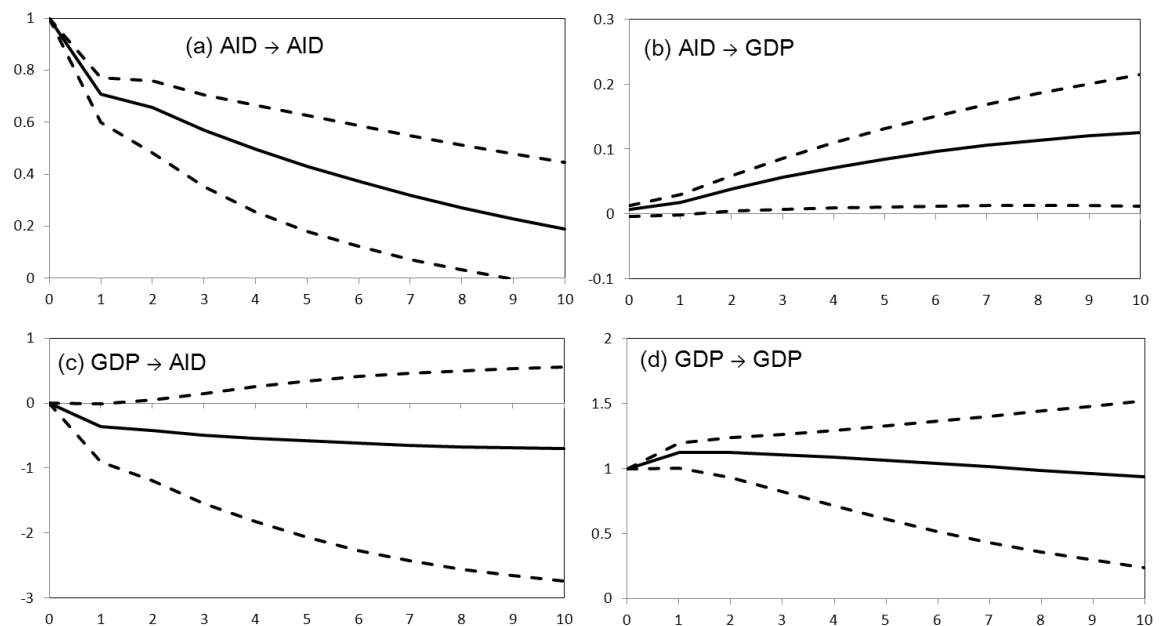 (a) AID → AID
1
0.8
0.6
0.4
0.2
0
0 1 2 3 4 5 6 7 8 9 10
(b) AID → GDP
0.3
0.2
0.1
0
-0.1
0 1 2 3 4 5 6 7 8 9 10
(c) GDP → AID
1
0
-1
-2
-3
0 1 2 3 4 5 6 7 8 9 10
(d) GDP → GDP
2
1.5
1
0.5
0
0 1 2 3 4 5 6 7 8 9 10